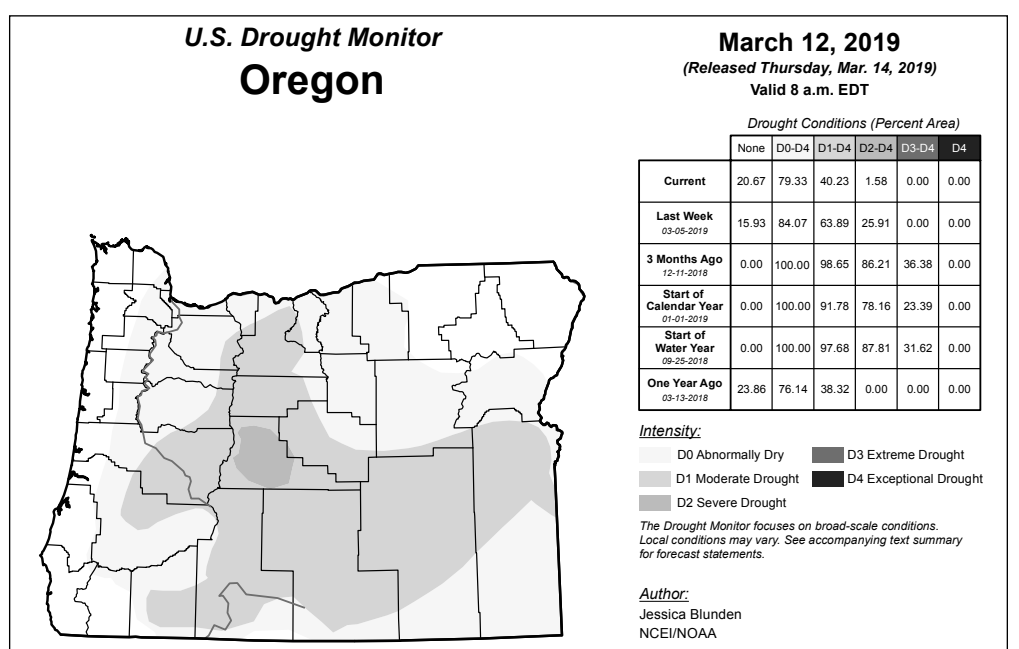 U.S. Drought Monitor
Oregon
March 12, 2019
(Released Thursday, Mar. 14, 2019)
Valid 8 a.m. EDT
Drought Conditions (Percent Area)
None D0-D4 D1-D4 D2-D4 D3-D4 D4
Current 20.67 79.33 40.23 1.58 0.00 0.00
Last Week
03-05-2019 15.93 84.07 63.89 25.91 0.00 0.00
3 Months Ago
12-11-2018 0.00 100.00 98.65 86.21 36.38 0.00
Start of
Calendar Year
01-01-2019 0.00 100.00 91.78 78.16 23.39 0.00
Start of
Water Year
09-25-2018 0.00 100.00 97.68 87.81 31.62 0.00
One Year Ago
03-13-2018 23.86 76.14 38.32 0.00 0.00 0.00
Intensity:
D0 Abnormally Dry
D1 Moderate Drought
D2 Severe Drought
D3 Extreme Drought
D4 Exceptional Drought
The Drought Monitor focuses on broad-scale conditions.
Local conditions may vary. See accompanying text summary
for forecast statements.
Author:
Jessica Blunden
NCEI/NOAA